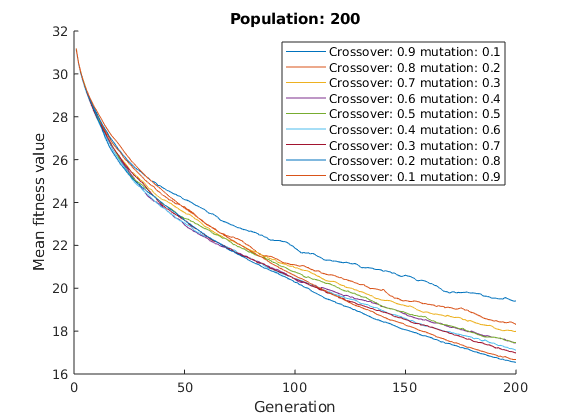 Population: 200
32
30
28
26
24
22
20
18
16
Mean fitness value
Crossover: 0.9 mutation: 0.1
Crossover: 0.8 mutation: 0.2
Crossover: 0.7 mutation: 0.3
Crossover: 0.6 mutation: 0.4
Crossover: 0.5 mutation: 0.5
Crossover: 0.4 mutation: 0.6
Crossover: 0.3 mutation: 0.7
Crossover: 0.2 mutation: 0.8
Crossover: 0.1 mutation: 0.9
0 50 100 150 200
Generation